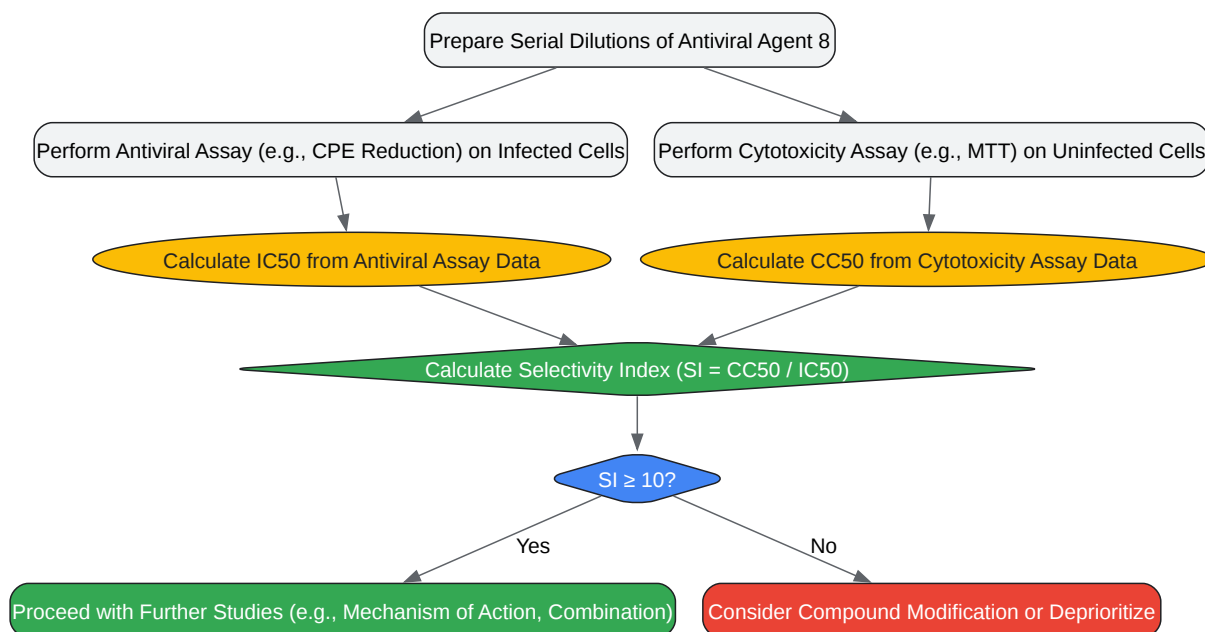 Prepare Serial Dilutions of Antiviral Agent 8
Perform Antiviral Assay (e.g., CPE Reduction) on Infected Cells
Perform Cytotoxicity Assay (e.g., MTT) on Uninfected Cells
Calculate IC50 from Antiviral Assay Data
Calculate CC50 from Cytotoxicity Assay Data
Calculate Selectivity Index (SI = CC50 / IC50)
SI ≥ 10?
Yes
No
Proceed with Further Studies (e.g., Mechanism of Action, Combination)
Consider Compound Modification or Deprioritize